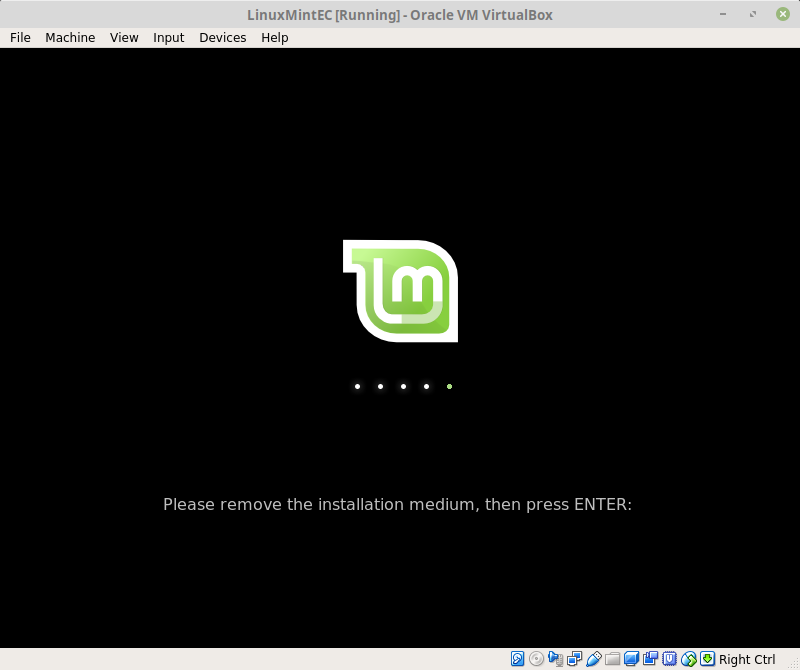 LinuxMintEC [Running] - Oracle VM VirtualBox
File Machine View Input Devices Help
lm
Please remove the installation medium, then press ENTER:
Right Ctrl